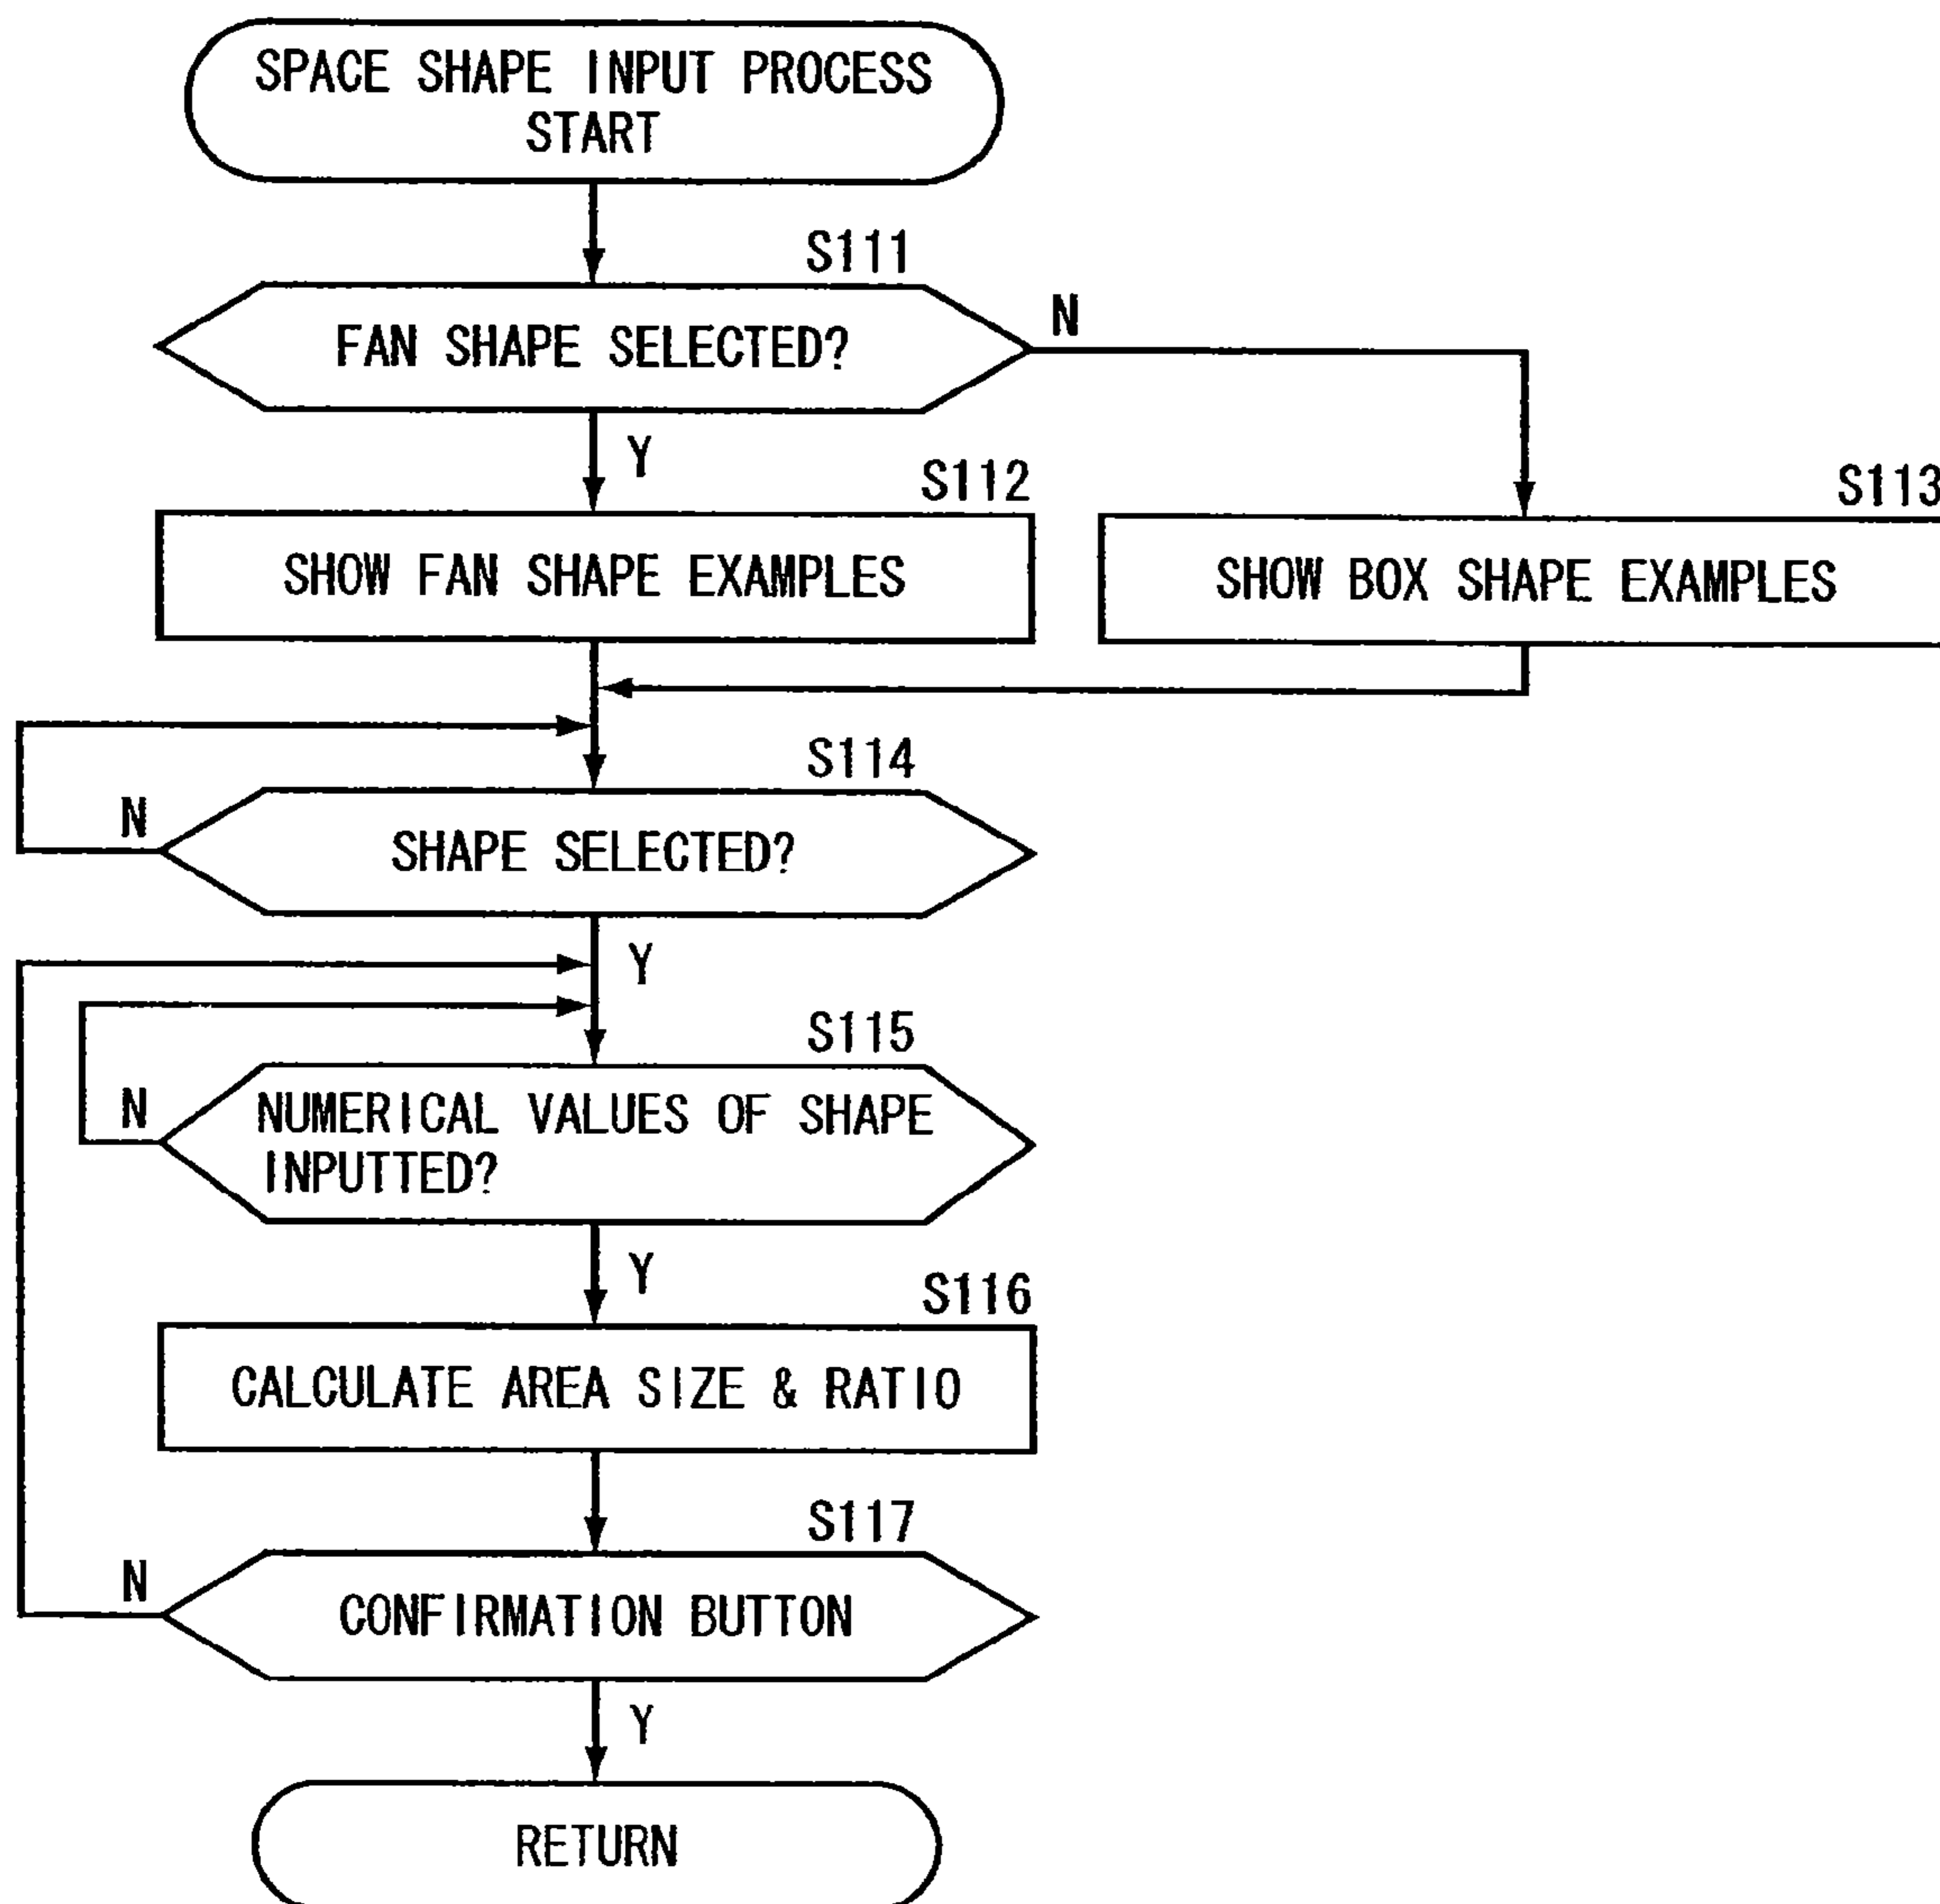 SPACE SHAPE INPUT PROCESS
START
S111
FAN SHAPE SELECTED?
N
Y
S112
SHOW FAN SHAPE EXAMPLES
S113
SHOW BOX SHAPE EXAMPLES
S114
N
SHAPE SELECTED?
Y
S115
N
NUMERICAL VALUES OF SHAPE
INPUTTED?
Y
S116
CALCULATE AREA SIZE & RATIO
S117
N
CONFIRMATION BUTTON
Y
RETURN